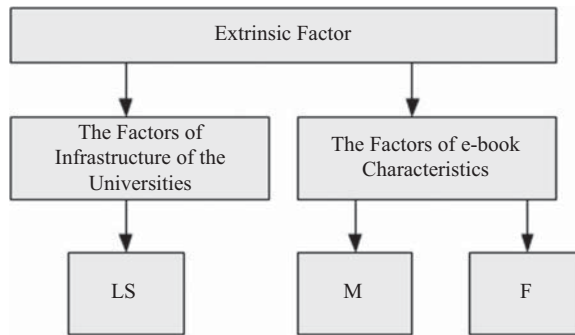 Extrinsic Factor
The Factors of
Infrastructure of the
Universities
The Factors of e-book
Characteristics
LS
M
F